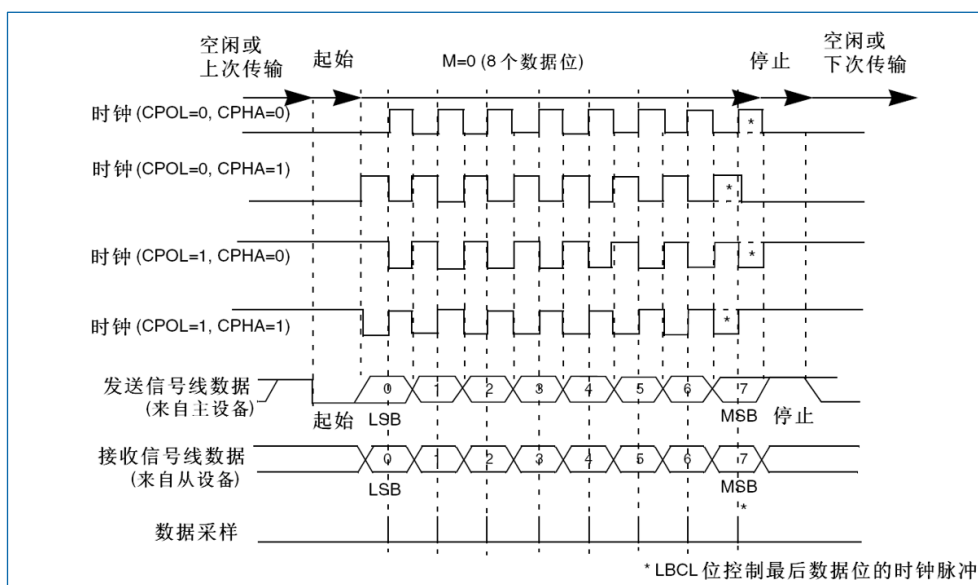 空闲或
上次传输
起始
M=0 (8 个数据位)
停止
空闲或
下次传输
时钟 (CPOL=0, CPHA=0)
*
时钟 (CPOL=0, CPHA=1)
*
时钟 (CPOL=1, CPHA=0)
*
时钟 (CPOL=1, CPHA=1)
*
发送信号线数据
(来自主设备)
0 1 2 3 4 5 6 7
起始
LSB
MSB
停止
接收信号线数据
(来自从设备)
0 1 2 3 4 5 6 7
LSB
MSB
*
数据采样
* LBCL 位控制最后数据位的时钟脉冲